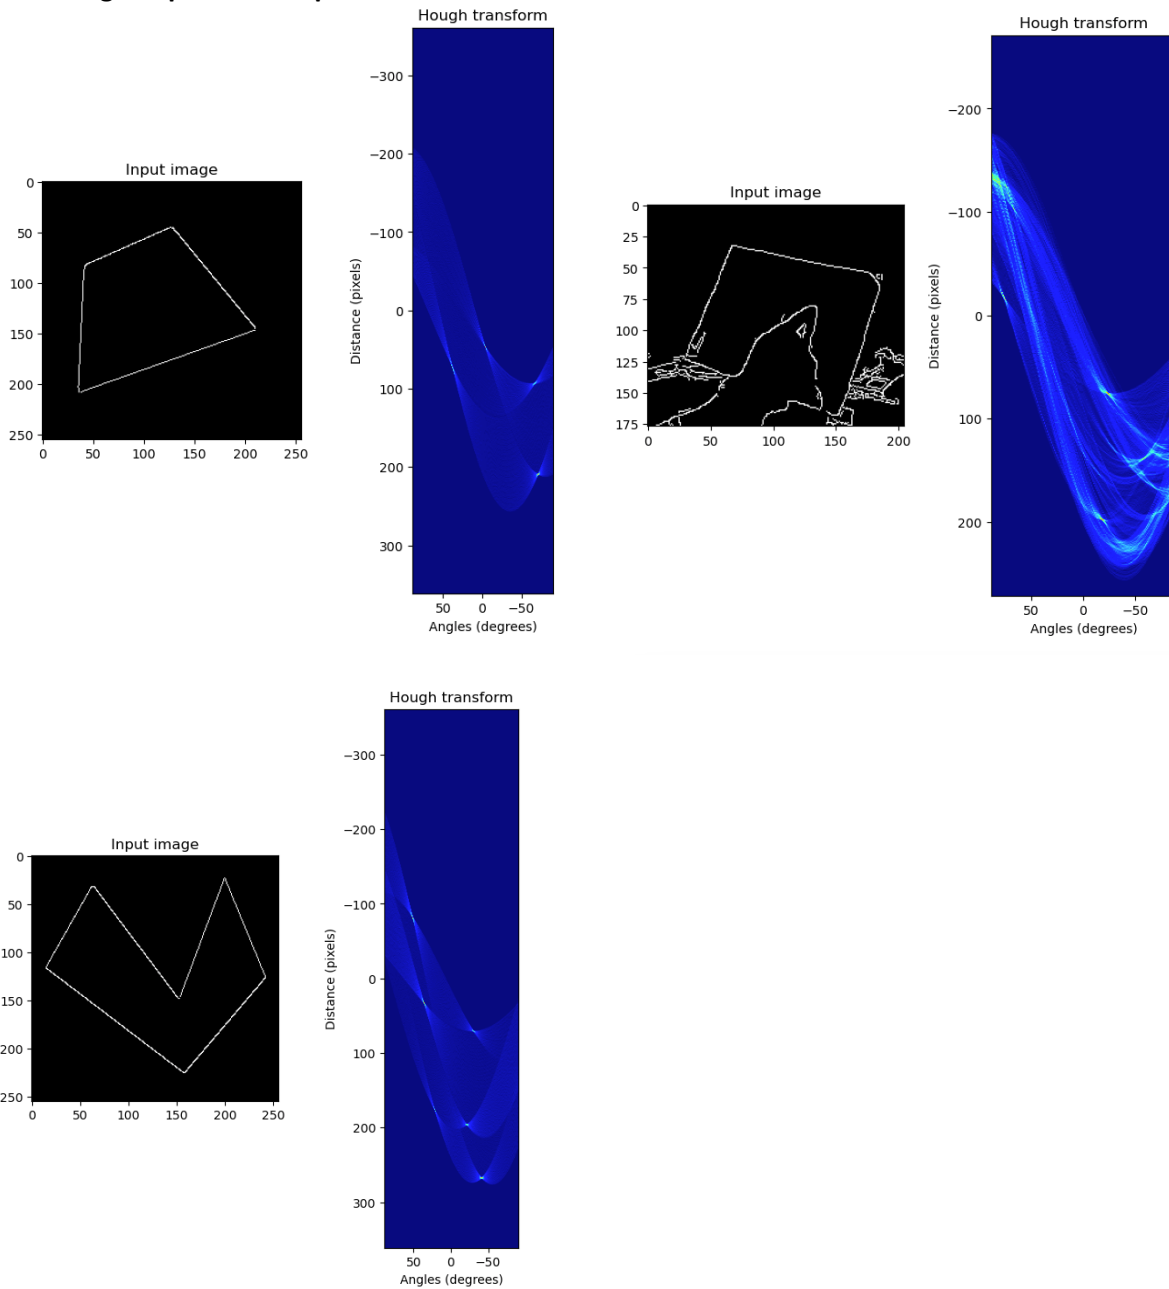 Hough transform
−300
−200
−100
0
100
200
300
Distance (pixels)
50 0 −50
Angles (degrees)
Input image
0
50
100
150
200
250
0 50 100 150 200 250
Hough transform
−200
−100
0
100
200
Distance (pixels)
50 0 −50
Angles (degrees)
Input image
0
25
50
75
100
125
150
175
0 50 100 150 200
Hough transform
−300
−200
−100
0
100
200
300
Distance (pixels)
50 0 −50
Angles (degrees)
Input image
0
50
100
150
200
250
0 50 100 150 200 250